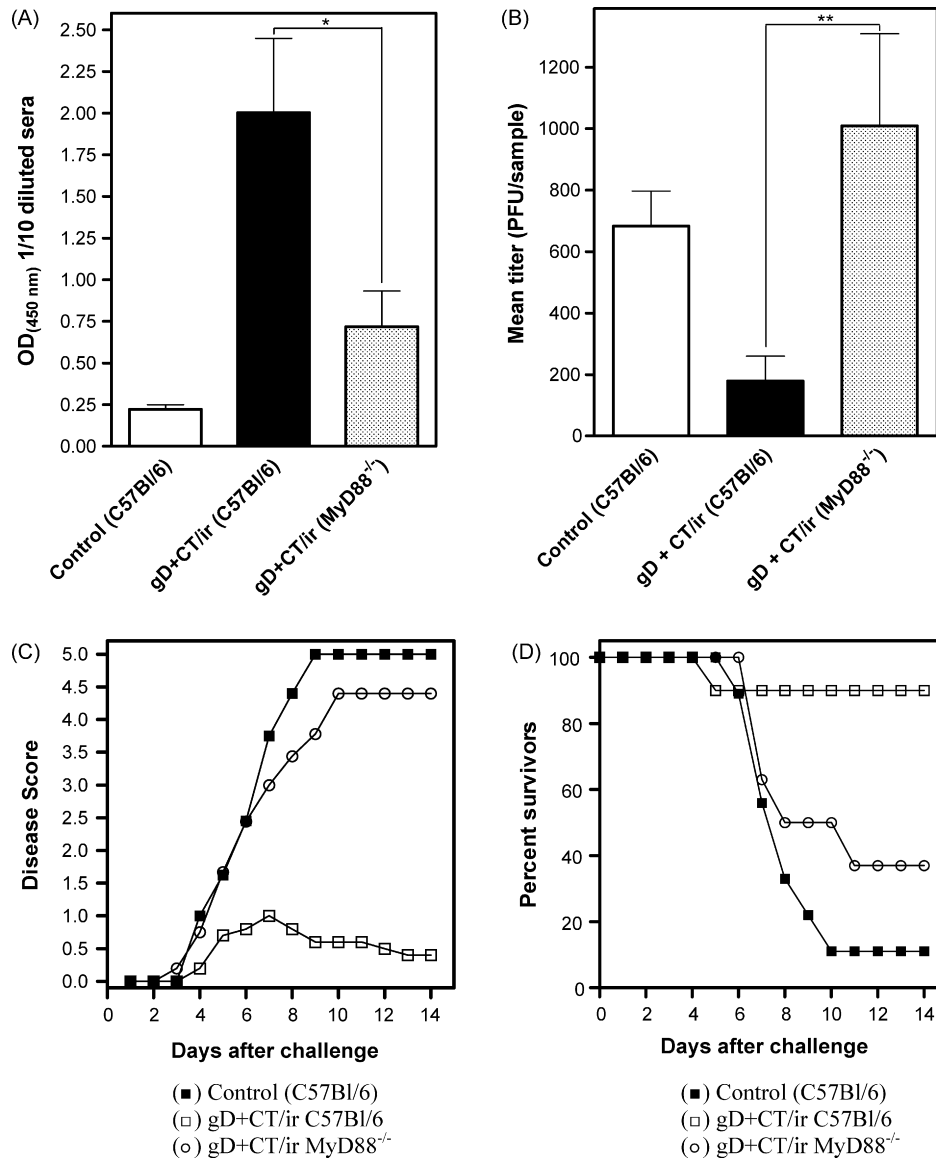 (A)
OD(450 nm) 1/10 diluted sera
2.50
2.25
2.00
1.75
1.50
1.25
1.00
0.75
0.50
0.25
0.00
*
Control (C57Bl/6)
gD+CT/ir (C57Bl/6)
gD+CT/ir (MyD88-/-)
(B)
Mean titer (PFU/sample)
1200
1000
800
600
400
200
0
**
Control (C57Bl/6)
gD + CT/ir (C57Bl/6)
gD + CT/ir (MyD88-/-)
(C)
Disease Score
5.0
4.5
4.0
3.5
3.0
2.5
2.0
1.5
1.0
0.5
0.0
0 2 4 6 8 10 12 14
Days after challenge
(■) Control (C57Bl/6)
(□) gD+CT/ir C57Bl/6
(○) gD+CT/ir MyD88-/-
(D)
Percent survivors
100
80
60
40
20
0
0 2 4 6 8 10 12 14
Days after challenge
(■) Control (C57Bl/6)
(□) gD+CT/ir C57Bl/6
(○) gD+CT/ir MyD88-/-